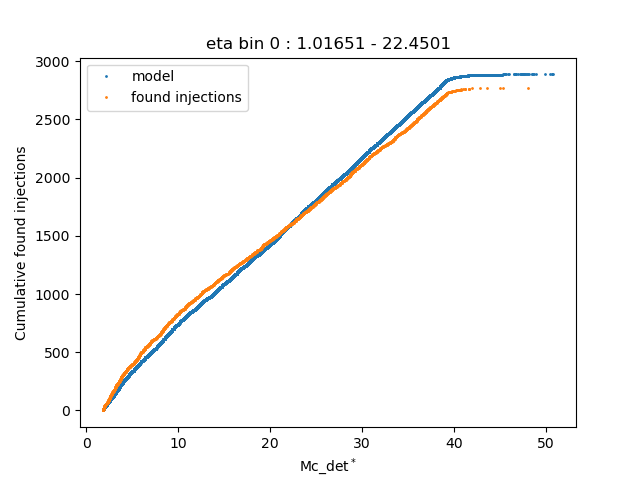 eta bin 0 : 1.01651 - 22.4501
model
found injections
Cumulative found injections
3000
2500
2000
1500
1000
500
0
0 10 20 30 40 50
Mc_det*